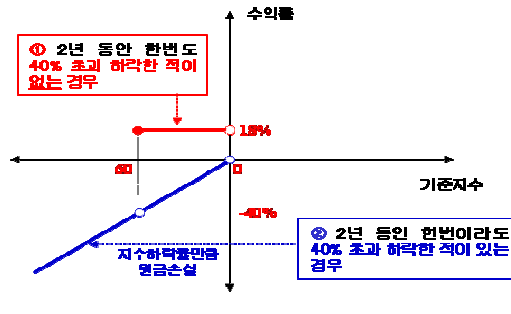 수익률
① 2년 동안 한번도
40% 초과 하락한 적이
없는 경우
0
기준지수
-40%
② 2년 동안 한번이라도
40% 초과 하락한 적이 있는
경우
지수하락률만큼
원금손실